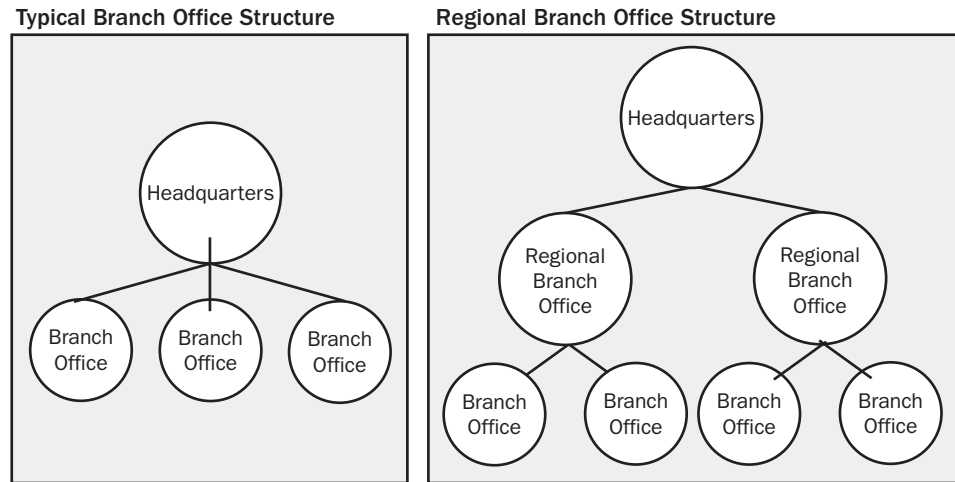 Typical Branch Office Structure
Headquarters
Branch
Office
Branch
Office
Branch
Office
Regional Branch Office Structure
Headquarters
Regional
Branch
Office
Regional
Branch
Office
Branch
Office
Branch
Office
Branch
Office
Branch
Office